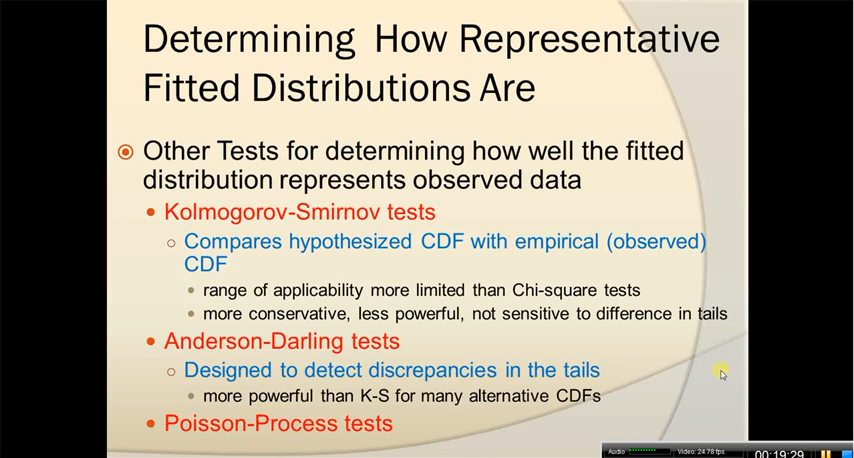 Determining How Representative
Fitted Distributions Are
Other Tests for determining how well the fitted
distribution represents observed data
Kolmogorov-Smirnov tests
Compares hypothesized CDF with empirical (observed)
CDF
range of applicability more limited than Chi-square tests
more conservative, less powerful, not sensitive to difference in tails
Anderson-Darling tests
Designed to detect discrepancies in the tails
more powerful than K-S for many alternative CDFs
Poisson-Process tests
Audio Video: 24.78 fps 00:19:29